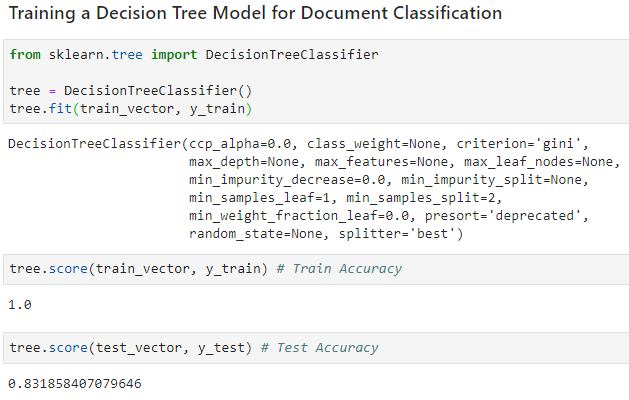 Training a Decision Tree Model for Document Classification
from sklearn.tree import DecisionTreeClassifier
tree = DecisionTreeClassifier()
tree.fit(train_vector, y_train)
DecisionTreeClassifier(ccp_alpha=0.0, class_weight=None, criterion='gini',
max_depth=None, max_features=None, max_leaf_nodes=None,
min_impurity_decrease=0.0, min_impurity_split=None,
min_samples_leaf=1, min_samples_split=2,
min_weight_fraction_leaf=0.0, presort='deprecated',
random_state=None, splitter='best')
tree.score(train_vector, y_train) # Train Accuracy
1.0
tree.score(test_vector, y_test) # Test Accuracy
0.831858407079646